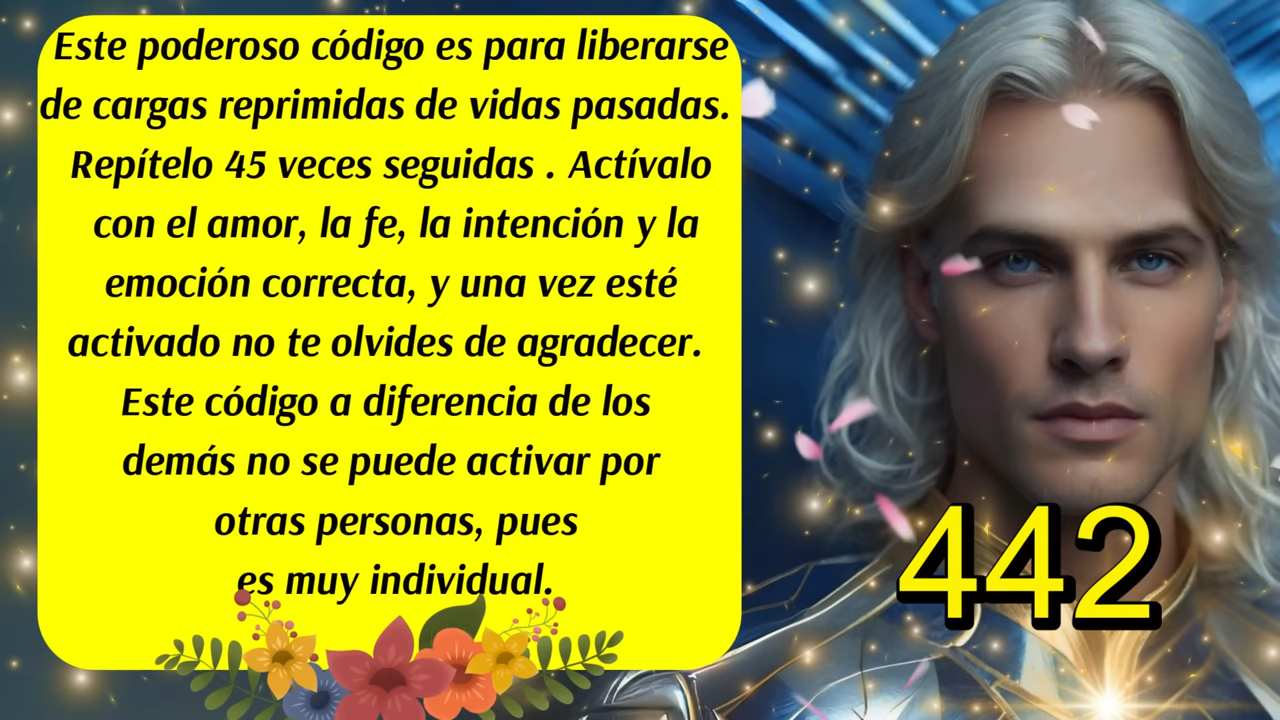 Este poderoso código es para liberarse
de cargas reprimidas de vidas pasadas.
Repítelo 45 veces seguidas . Actívalo
con el amor, la fe, la intención y la
emoción correcta, y una vez esté
activado no te olvides de agradecer.
Este código a diferencia de los
demás no se puede activar por
otras personas, pues
es muy individual.
442